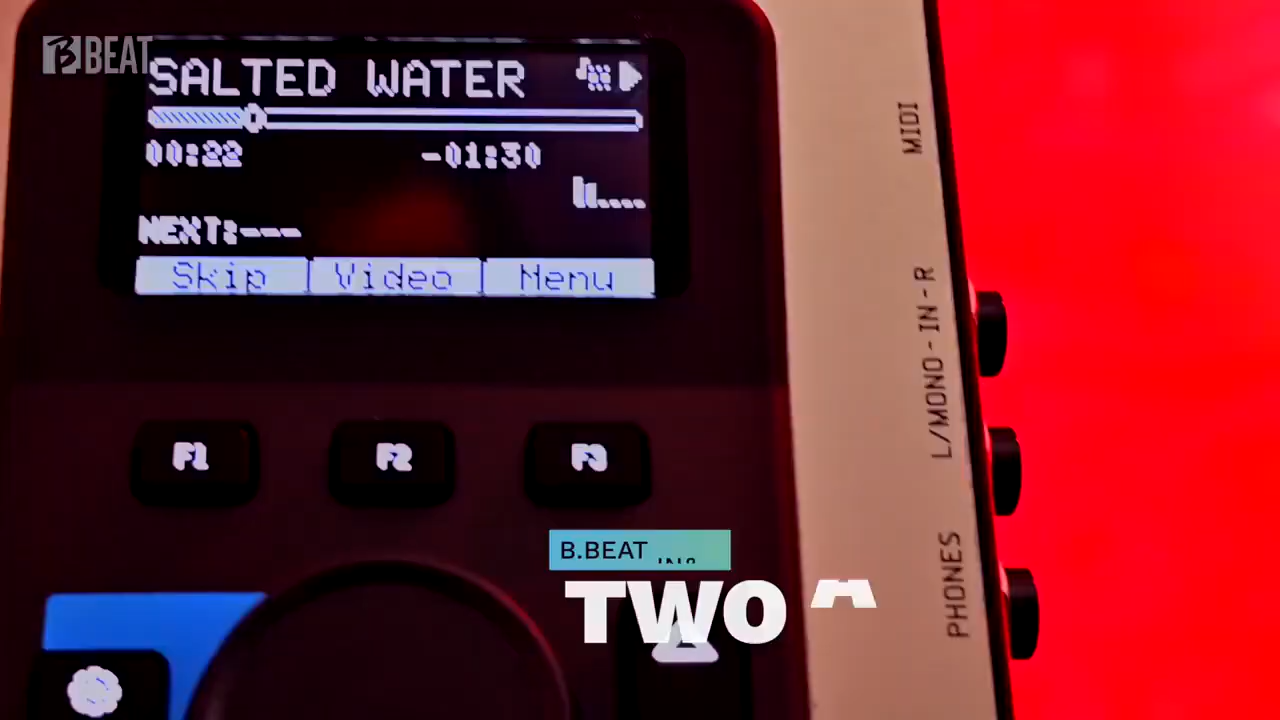 B BEAT
SALTED WATER
00:22 -01:30
NEXT:---
Skip Video Menu
F1 F2 F3
MIDI
L/MONO - IN - R
PHONES
B.BEAT
TWO